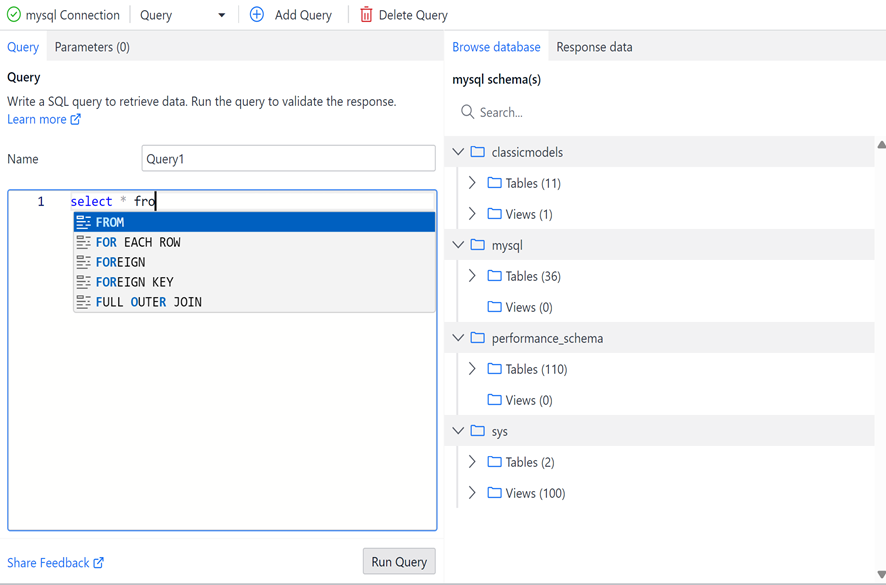 mysql Connection Query Add Query Delete Query
Query Parameters (0)
Query
Write a SQL query to retrieve data. Run the query to validate the response.
Learn more
Name Query1
1 select * fro
FROM
FOR EACH ROW
FOREIGN
FOREIGN KEY
FULL OUTER JOIN
Share Feedback Run Query
Browse database Response data
mysql schema(s)
Search...
classicmodels
Tables (11)
Views (1)
mysql
Tables (36)
Views (0)
performance_schema
Tables (110)
Views (0)
sys
Tables (2)
Views (100)